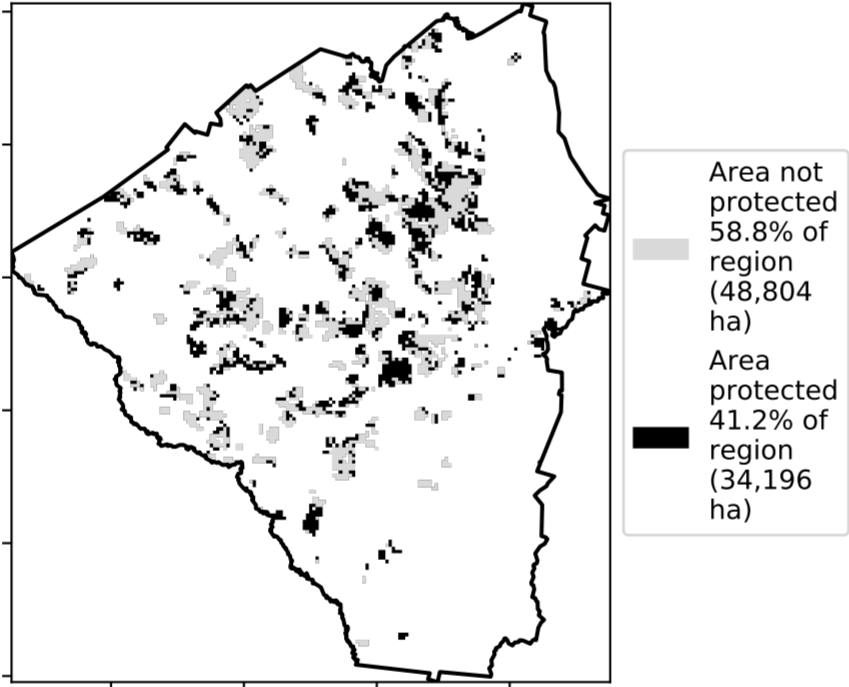 Area not
protected
58.8% of
region
(48,804
ha)
Area
protected
41.2% of
region
(34,196
ha)